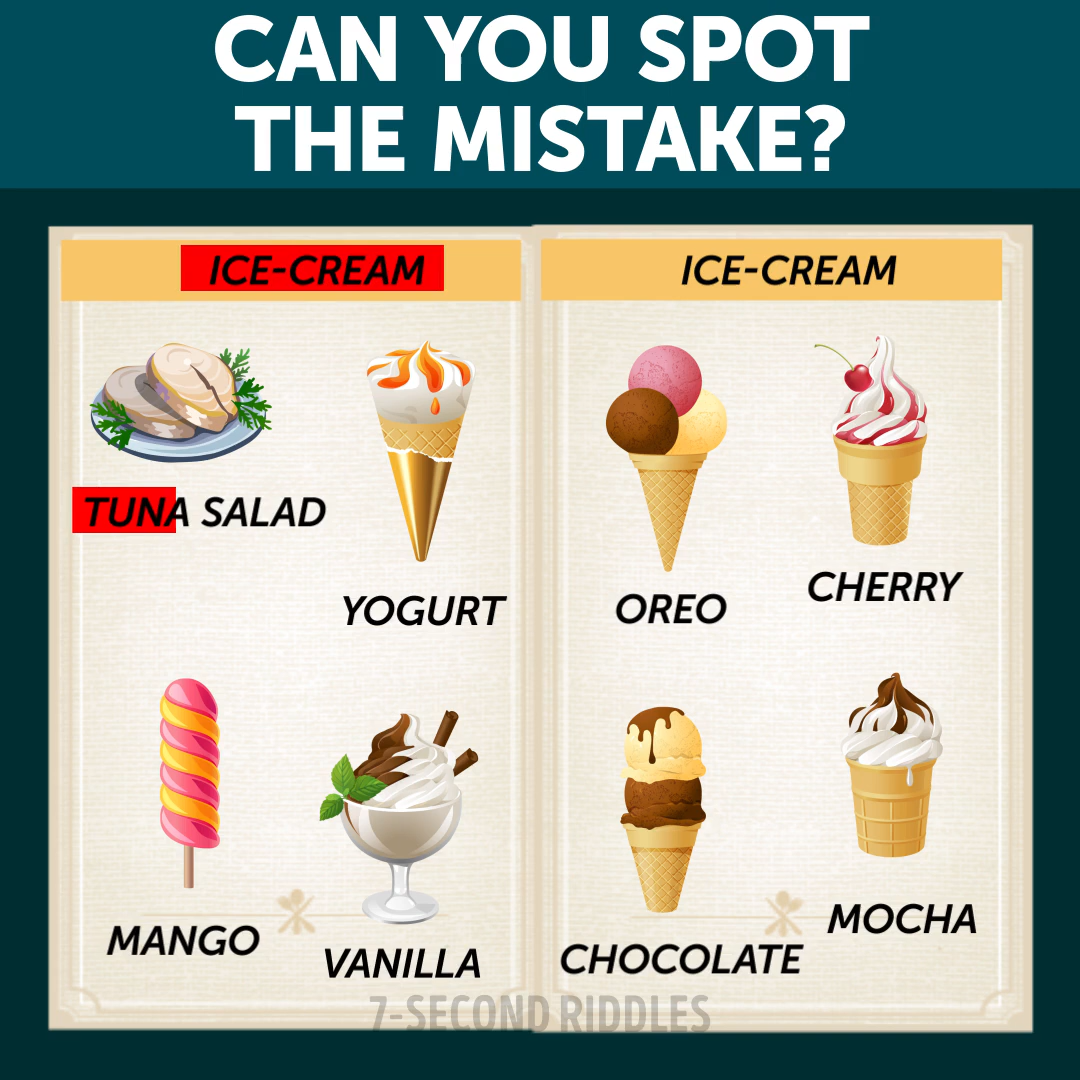 CAN YOU SPOT
THE MISTAKE?
ICE-CREAM
TUNA SALAD
YOGURT
MANGO
VANILLA
ICE-CREAM
OREO
CHERRY
CHOCOLATE
MOCHA
7-SECOND RIDDLES